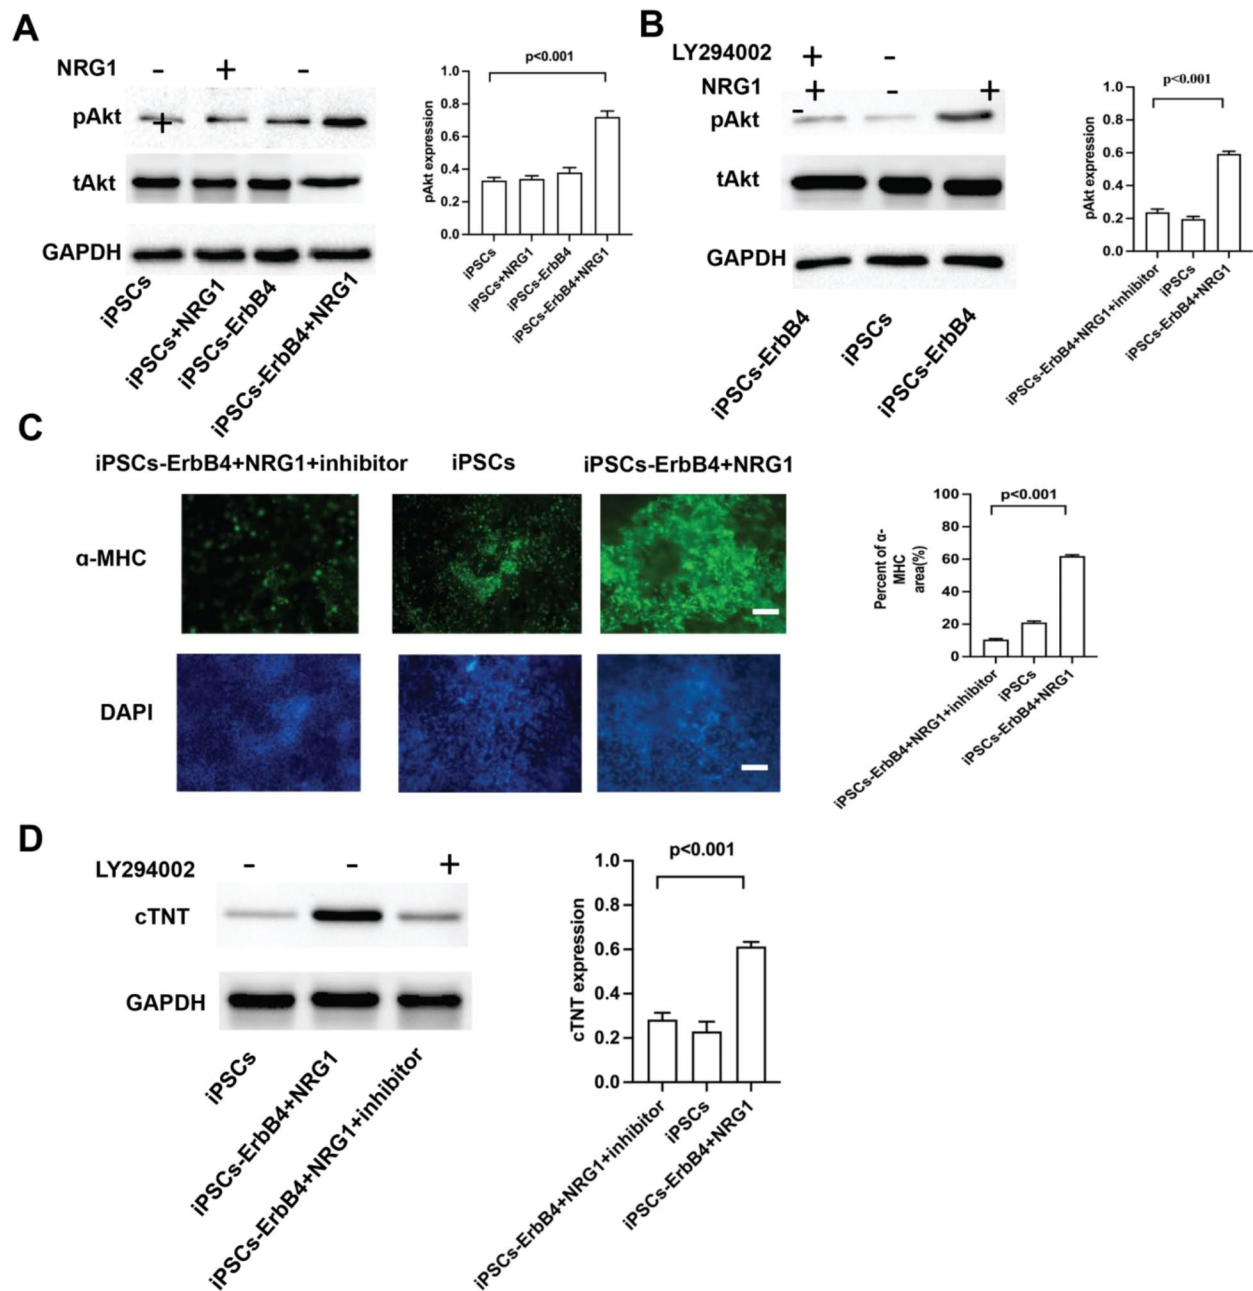 A
NRG1 - + -
pAkt +
tAkt
GAPDH
iPSCs
iPSCs+NRG1
iPSCs-ErbB4
iPSCs-ErbB4+NRG1
p<0.001
pAkt expression
1.0
0.8
0.6
0.4
0.2
0.0
iPSCs
iPSCs+NRG1
iPSCs-ErbB4
iPSCs-ErbB4+NRG1
B
LY294002 + -
NRG1 + - +
-
pAkt
tAkt
GAPDH
iPSCs-ErbB4
iPSCs
iPSCs-ErbB4
p<0.001
pAkt expression
1.0
0.8
0.6
0.4
0.2
0.0
iPSCs-ErbB4+NRG1+inhibitor
iPSCs
iPSCs-ErbB4+NRG1
C
iPSCs-ErbB4+NRG1+inhibitor iPSCs iPSCs-ErbB4+NRG1
α-MHC
DAPI
p<0.001
Percent of α-
MHC
area(%)
100
80
60
40
20
0
iPSCs-ErbB4+NRG1+inhibitor
iPSCs
iPSCs-ErbB4+NRG1
D
LY294002 - - +
cTNT
GAPDH
iPSCs
iPSCs-ErbB4+NRG1
iPSCs-ErbB4+NRG1+inhibitor
p<0.001
cTNT expression
1.0
0.8
0.6
0.4
0.2
0.0
iPSCs-ErbB4+NRG1+inhibitor
iPSCs
iPSCs-ErbB4+NRG1